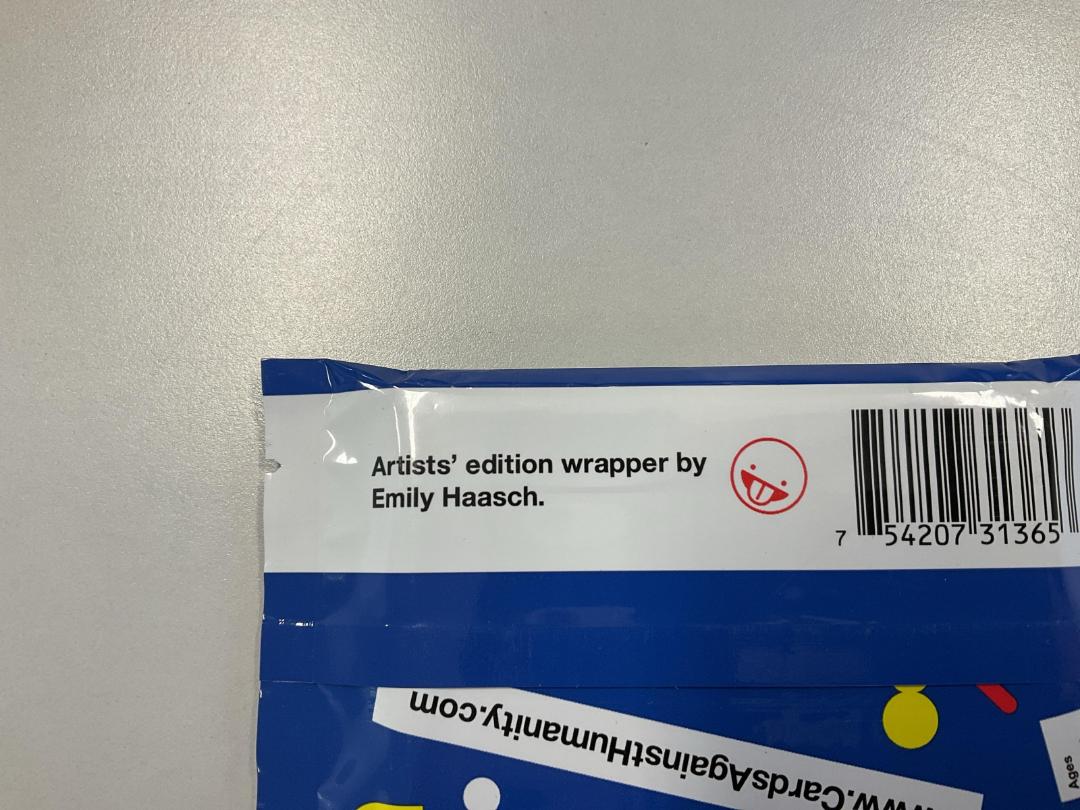 Artists’ edition wrapper by
Emily Haasch.
7 54207 31365
www.CardsAgainstHumanity.com
Ages